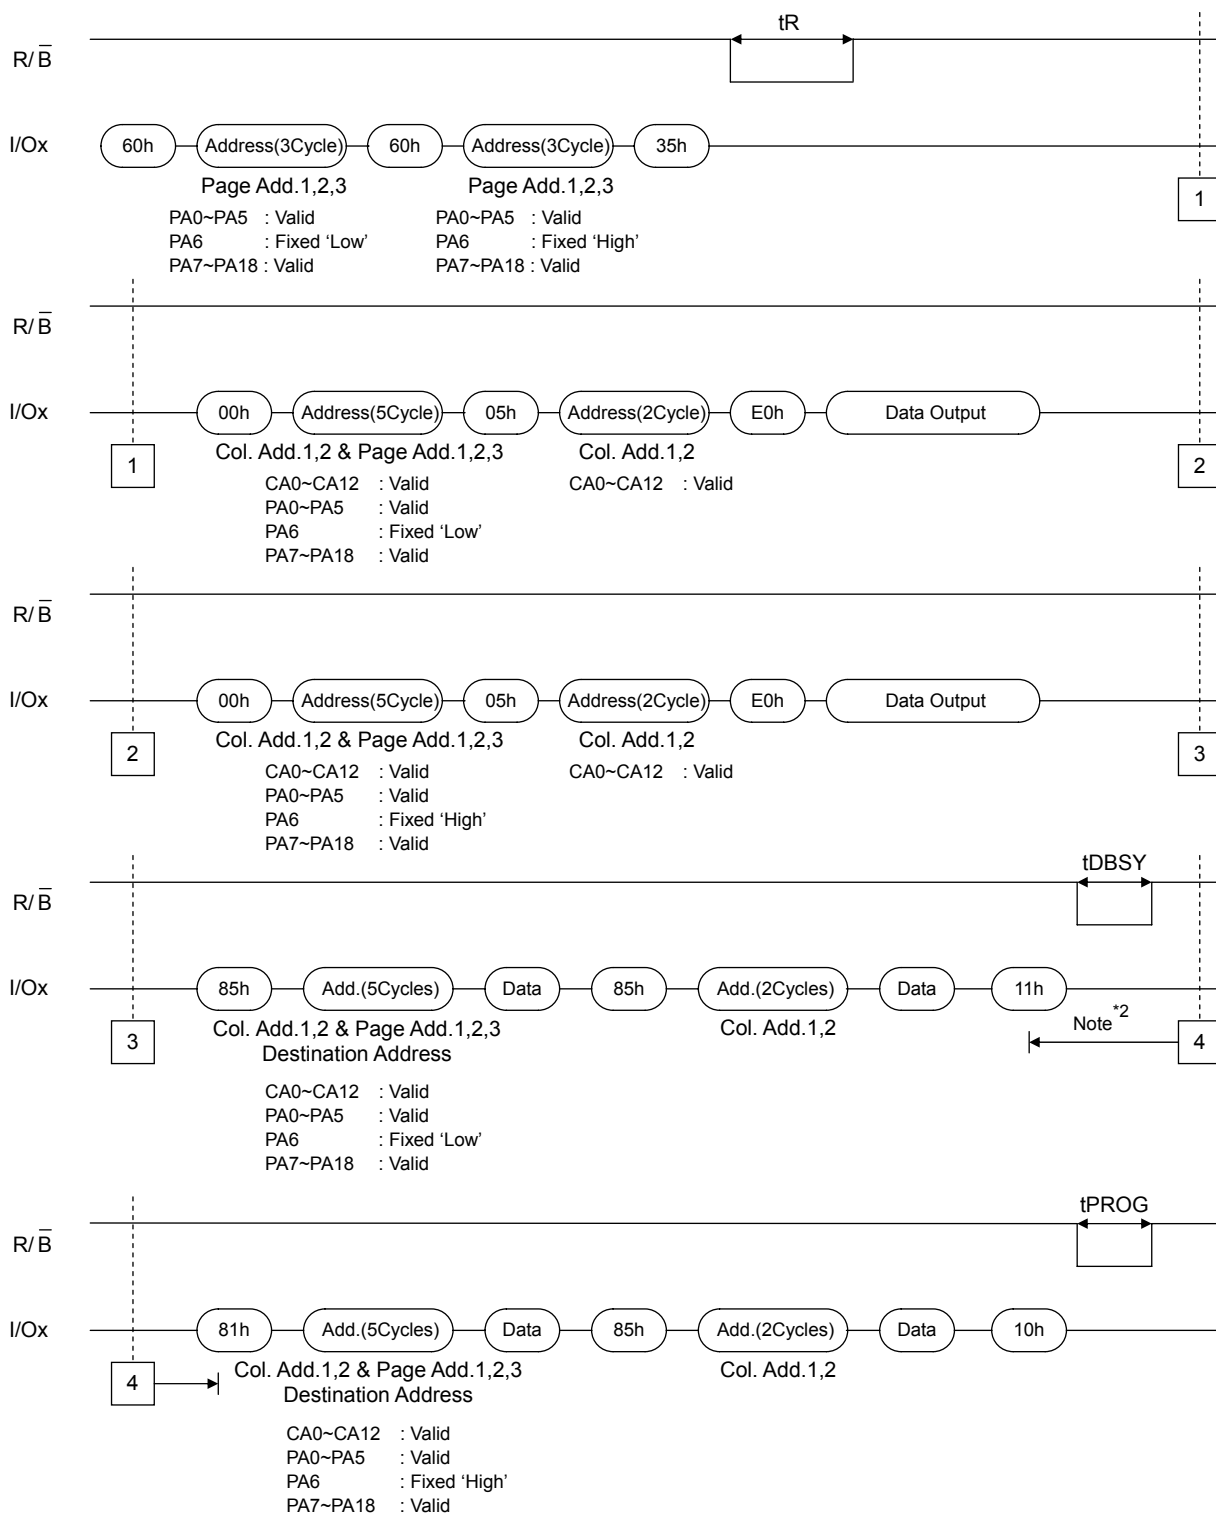 tR
R/B̅
I/Ox 60h Address(3Cycle) 60h Address(3Cycle) 35h
Page Add.1,2,3 Page Add.1,2,3
1
PA0~PA5 : Valid PA0~PA5 : Valid
PA6 : Fixed ‘Low’ PA6 : Fixed ‘High’
PA7~PA18 : Valid PA7~PA18 : Valid
R/B̅
I/Ox 00h Address(5Cycle) 05h Address(2Cycle) E0h Data Output
Col. Add.1,2 & Page Add.1,2,3 Col. Add.1,2
1 2
CA0~CA12 : Valid CA0~CA12 : Valid
PA0~PA5 : Valid
PA6 : Fixed ‘Low’
PA7~PA18 : Valid
R/B̅
I/Ox 00h Address(5Cycle) 05h Address(2Cycle) E0h Data Output
Col. Add.1,2 & Page Add.1,2,3 Col. Add.1,2
2 3
CA0~CA12 : Valid CA0~CA12 : Valid
PA0~PA5 : Valid
PA6 : Fixed ‘High’
PA7~PA18 : Valid
tDBSY
R/B̅
I/Ox 85h Add.(5Cycles) Data 85h Add.(2Cycles) Data 11h
Col. Add.1,2 & Page Add.1,2,3 Col. Add.1,2 Note*2
3 4
Destination Address
CA0~CA12 : Valid
PA0~PA5 : Valid
PA6 : Fixed ‘Low’
PA7~PA18 : Valid
tPROG
R/B̅
I/Ox 81h Add.(5Cycles) Data 85h Add.(2Cycles) Data 10h
Col. Add.1,2 & Page Add.1,2,3 Col. Add.1,2
4
Destination Address
CA0~CA12 : Valid
PA0~PA5 : Valid
PA6 : Fixed ‘High’
PA7~PA18 : Valid